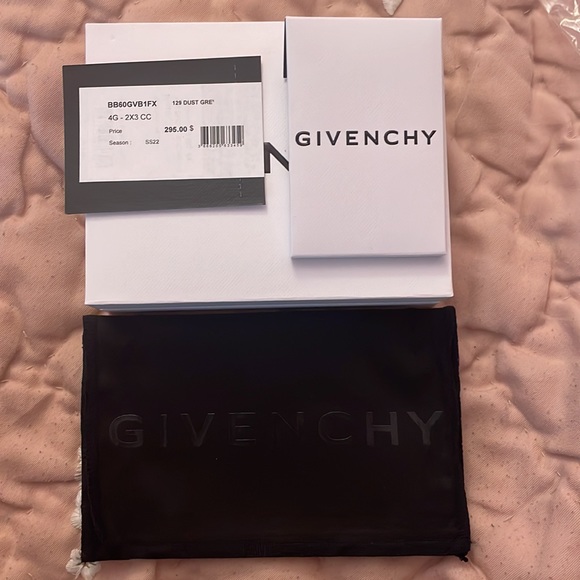 BB60GVB1FX 129 DUST GRE*
4G - 2X3 CC
Price 295.00 $
Season : SS22
GIVENCHY
N
GIVENCHY